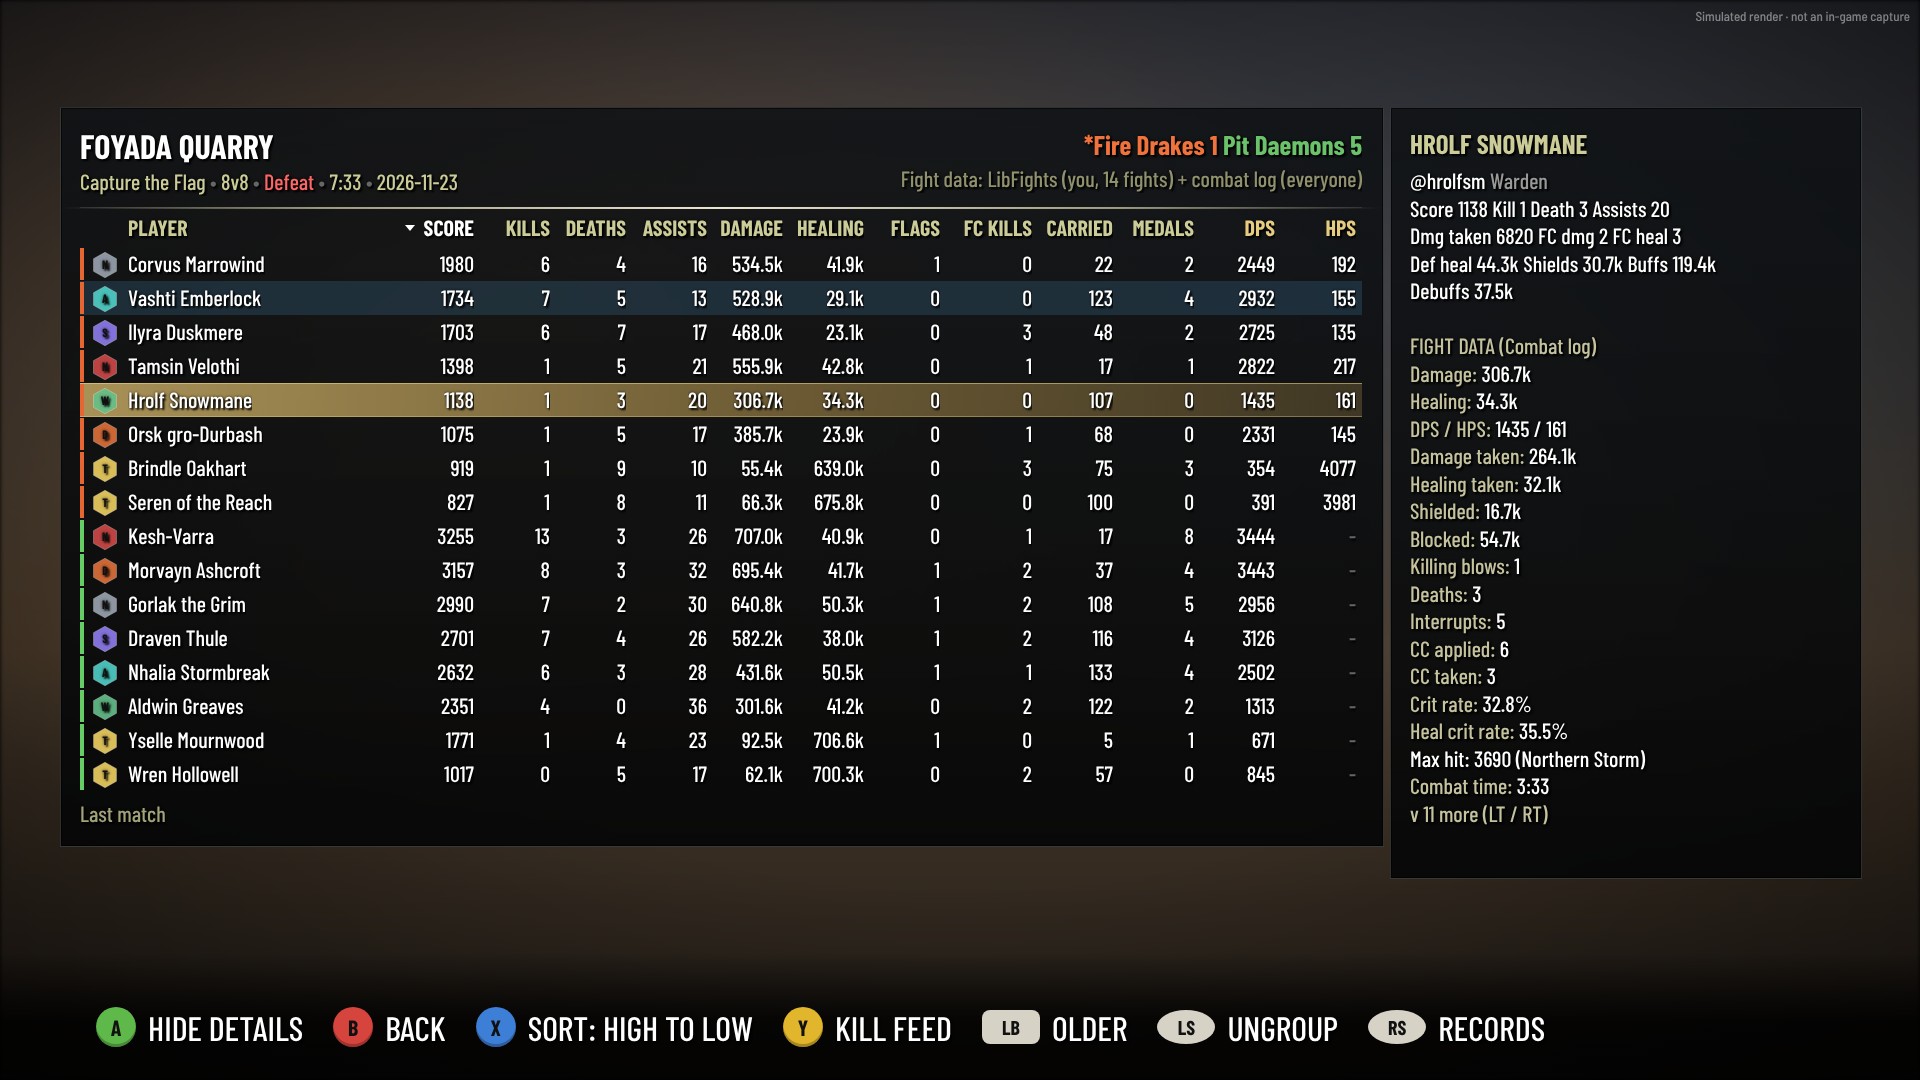 Simulated render · not an in-game capture
FOYADA QUARRY
*Fire Drakes 1 Pit Daemons 5
Capture the Flag • 8v8 • Defeat • 7:33 • 2026-11-23
Fight data: LibFights (you, 14 fights) + combat log (everyone)
PLAYER SCORE KILLS DEATHS ASSISTS DAMAGE HEALING FLAGS FC KILLS CARRIED MEDALS DPS HPS
Corvus Marrowind 1980 6 4 16 534.5k 41.9k 1 0 22 2 2449 192
Vashti Emberlock 1734 7 5 13 528.9k 29.1k 0 0 123 4 2932 155
Ilyra Duskmere 1703 6 7 17 468.0k 23.1k 0 3 48 2 2725 135
Tamsin Velothi 1398 1 5 21 555.9k 42.8k 0 1 17 1 2822 217
Hrolf Snowmane 1138 1 3 20 306.7k 34.3k 0 0 107 0 1435 161
Orsk gro-Durbash 1075 1 5 17 385.7k 23.9k 0 1 68 0 2331 145
Brindle Oakhart 919 1 9 10 55.4k 639.0k 0 3 75 3 354 4077
Seren of the Reach 827 1 8 11 66.3k 675.8k 0 0 100 0 391 3981
Kesh-Varra 3255 13 3 26 707.0k 40.9k 0 1 17 8 3444 -
Morvayn Ashcroft 3157 8 3 32 695.4k 41.7k 1 2 37 4 3443 -
Gorlak the Grim 2990 7 2 30 640.8k 50.3k 1 2 108 5 2956 -
Draven Thule 2701 7 4 26 582.2k 38.0k 1 2 116 4 3126 -
Nhalia Stormbreak 2632 6 3 28 431.6k 50.5k 1 1 133 4 2502 -
Aldwin Greaves 2351 4 0 36 301.6k 41.2k 0 2 122 2 1313 -
Yselle Mournwood 1771 1 4 23 92.5k 706.6k 1 0 5 1 671 -
Wren Hollowell 1017 0 5 17 62.1k 700.3k 0 2 57 0 845 -
Last match
HROLF SNOWMANE
@hrolfsm Warden
Score 1138 Kill 1 Death 3 Assists 20
Dmg taken 6820 FC dmg 2 FC heal 3
Def heal 44.3k Shields 30.7k Buffs 119.4k
Debuffs 37.5k
FIGHT DATA (Combat log)
Damage: 306.7k
Healing: 34.3k
DPS / HPS: 1435 / 161
Damage taken: 264.1k
Healing taken: 32.1k
Shielded: 16.7k
Blocked: 54.7k
Killing blows: 1
Deaths: 3
Interrupts: 5
CC applied: 6
CC taken: 3
Crit rate: 32.8%
Heal crit rate: 35.5%
Max hit: 3690 (Northern Storm)
Combat time: 3:33
v 11 more (LT / RT)
A HIDE DETAILS B BACK X SORT: HIGH TO LOW Y KILL FEED LB OLDER LS UNGROUP RS RECORDS